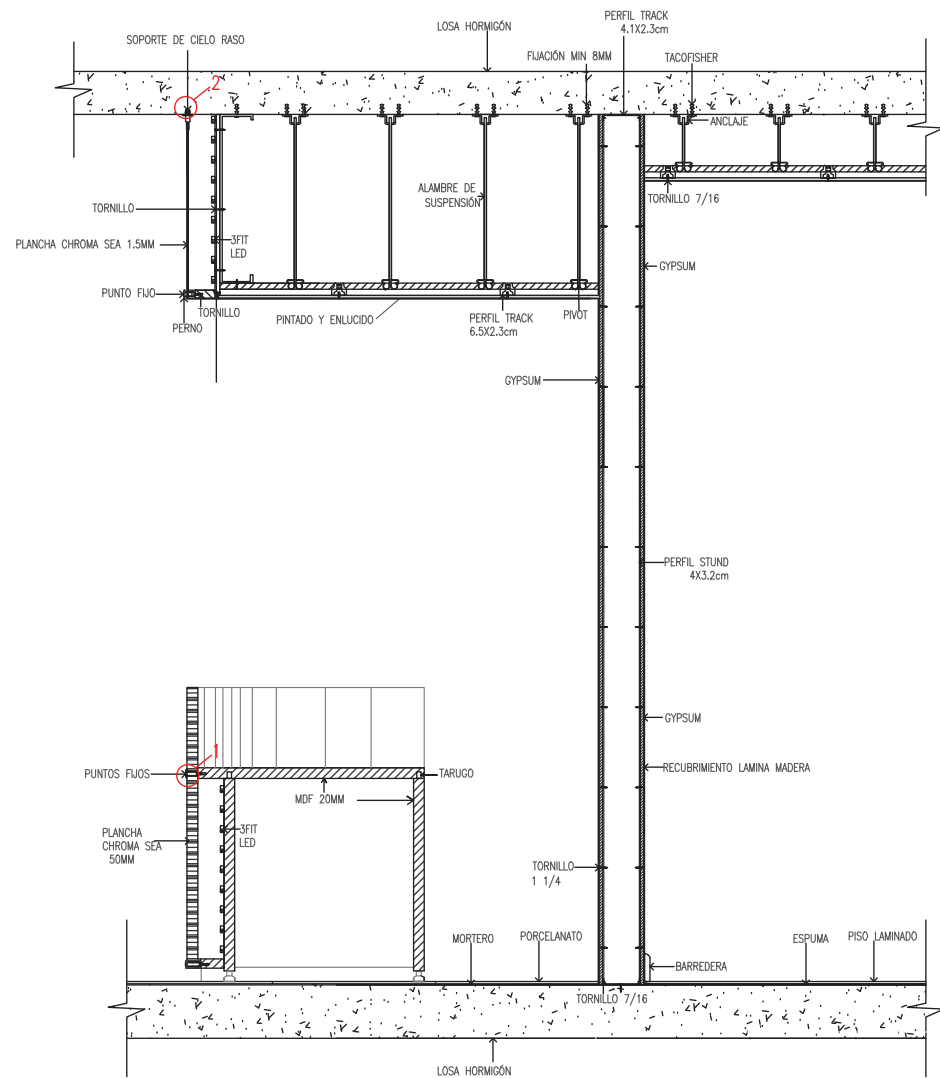 PERFIL TRACK
4.1X2.3cm
LOSA HORMIGÓN
SOPORTE DE CIELO RASO
FIJACIÓN MIN 8MM
TACOFISHER
2
ANCLAJE
ALAMBRE DE
SUSPENSIÓN
TORNILLO 7/16
TORNILLO
3FIT
LED
PLANCHA CHROMA SEA 1.5MM
GYPSUM
PUNTO FIJO
TORNILLO
PERNO
PINTADO Y ENLUCIDO
PERFIL TRACK
6.5X2.3cm
PIVOT
GYPSUM
PERFIL STUND
4X3.2cm
GYPSUM
1
PUNTOS FIJOS
TARUGO
RECUBRIMIENTO LAMINA MADERA
MDF 20MM
PLANCHA
CHROMA SEA
50MM
3FIT
LED
TORNILLO
1 1/4
MORTERO
PORCELANATO
ESPUMA
PISO LAMINADO
BARREDERA
TORNILLO 7/16
LOSA HORMIGÓN